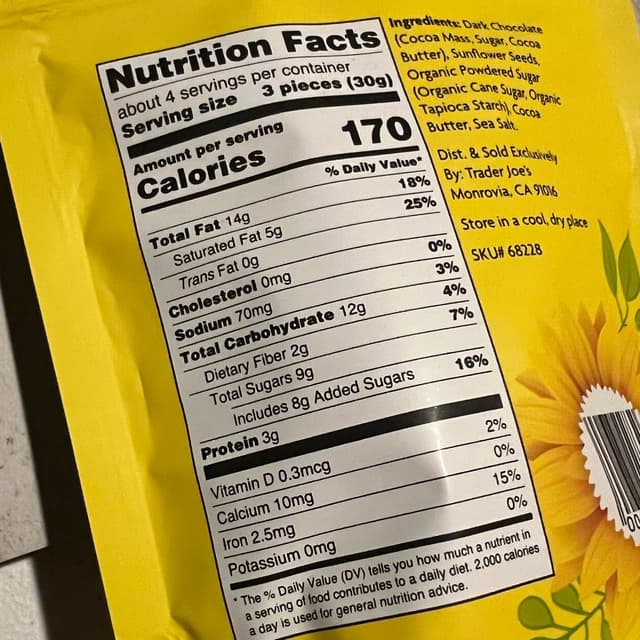 Nutrition Facts
about 4 servings per container
Serving size 3 pieces (30g)
Amount per serving
Calories 170
% Daily Value*
Total Fat 14g 18%
Saturated Fat 5g 25%
Trans Fat 0g
Cholesterol 0mg 0%
Sodium 70mg 3%
Total Carbohydrate 12g 4%
Dietary Fiber 2g 7%
Total Sugars 9g
Includes 8g Added Sugars 16%
Protein 3g
Vitamin D 0.3mcg 2%
Calcium 10mg 0%
Iron 2.5mg 15%
Potassium 0mg 0%
* The % Daily Value (DV) tells you how much a nutrient in
a serving of food contributes to a daily diet. 2,000 calories
a day is used for general nutrition advice.
Ingredients: Dark Chocolate
(Cocoa Mass, Sugar, Cocoa
Butter), Sunflower Seeds,
Organic Powdered Sugar
(Organic Cane Sugar, Organic
Tapioca Starch), Cocoa
Butter, Sea Salt.
Dist. & Sold Exclusively
By: Trader Joe's
Monrovia, CA 91016
Store in a cool, dry place
SKU# 68228